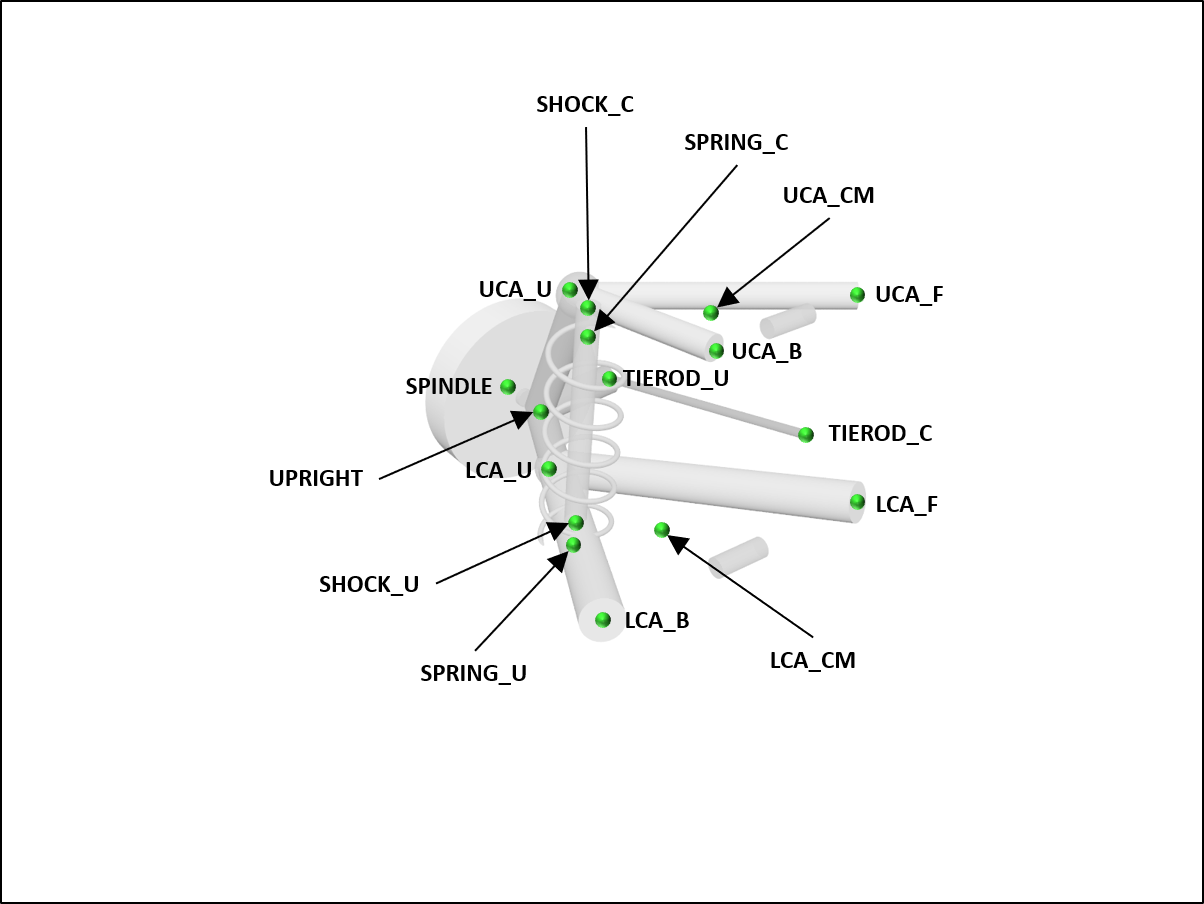 SHOCK_C
SPRING_C
UCA_CM
UCA_U
UCA_F
UCA_B
SPINDLE
TIEROD_U
TIEROD_C
UPRIGHT
LCA_U
LCA_F
SHOCK_U
LCA_B
SPRING_U
LCA_CM